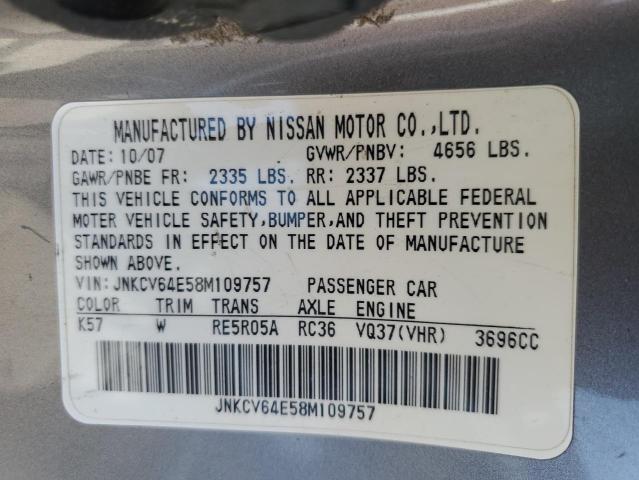 MANUFACTURED BY NISSAN MOTOR CO.,LTD.
DATE: 10/07 GVWR/PNBV: 4656 LBS.
GAWR/PNBE FR: 2335 LBS. RR: 2337 LBS.
THIS VEHICLE CONFORMS TO ALL APPLICABLE FEDERAL
MOTER VEHICLE SAFETY,BUMPER,AND THEFT PREVENTION
STANDARDS IN EFFECT ON THE DATE OF MANUFACTURE
SHOWN ABOVE.
VIN:JNKCV64E58M109757 PASSENGER CAR
COLOR TRIM TRANS AXLE ENGINE
K57 W RE5R05A RC36 VQ37(VHR) 3696CC
JNKCV64E58M109757